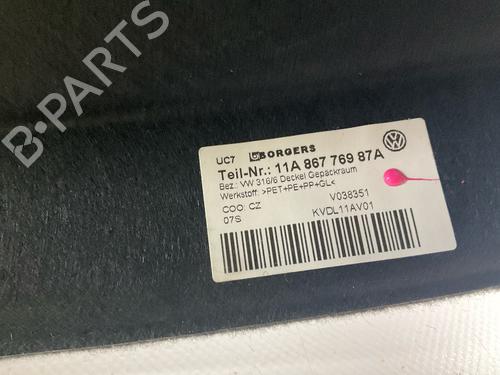 UC7 BORGERS
Teil-Nr.: 11A 867 769 87A
Bez.: VW 316/6 Deckel Gepäckraum
Werkstoff: >PET+PE+PP+GL<
COO: CZ V038351
07S KVDL11AV01
B-PARTS